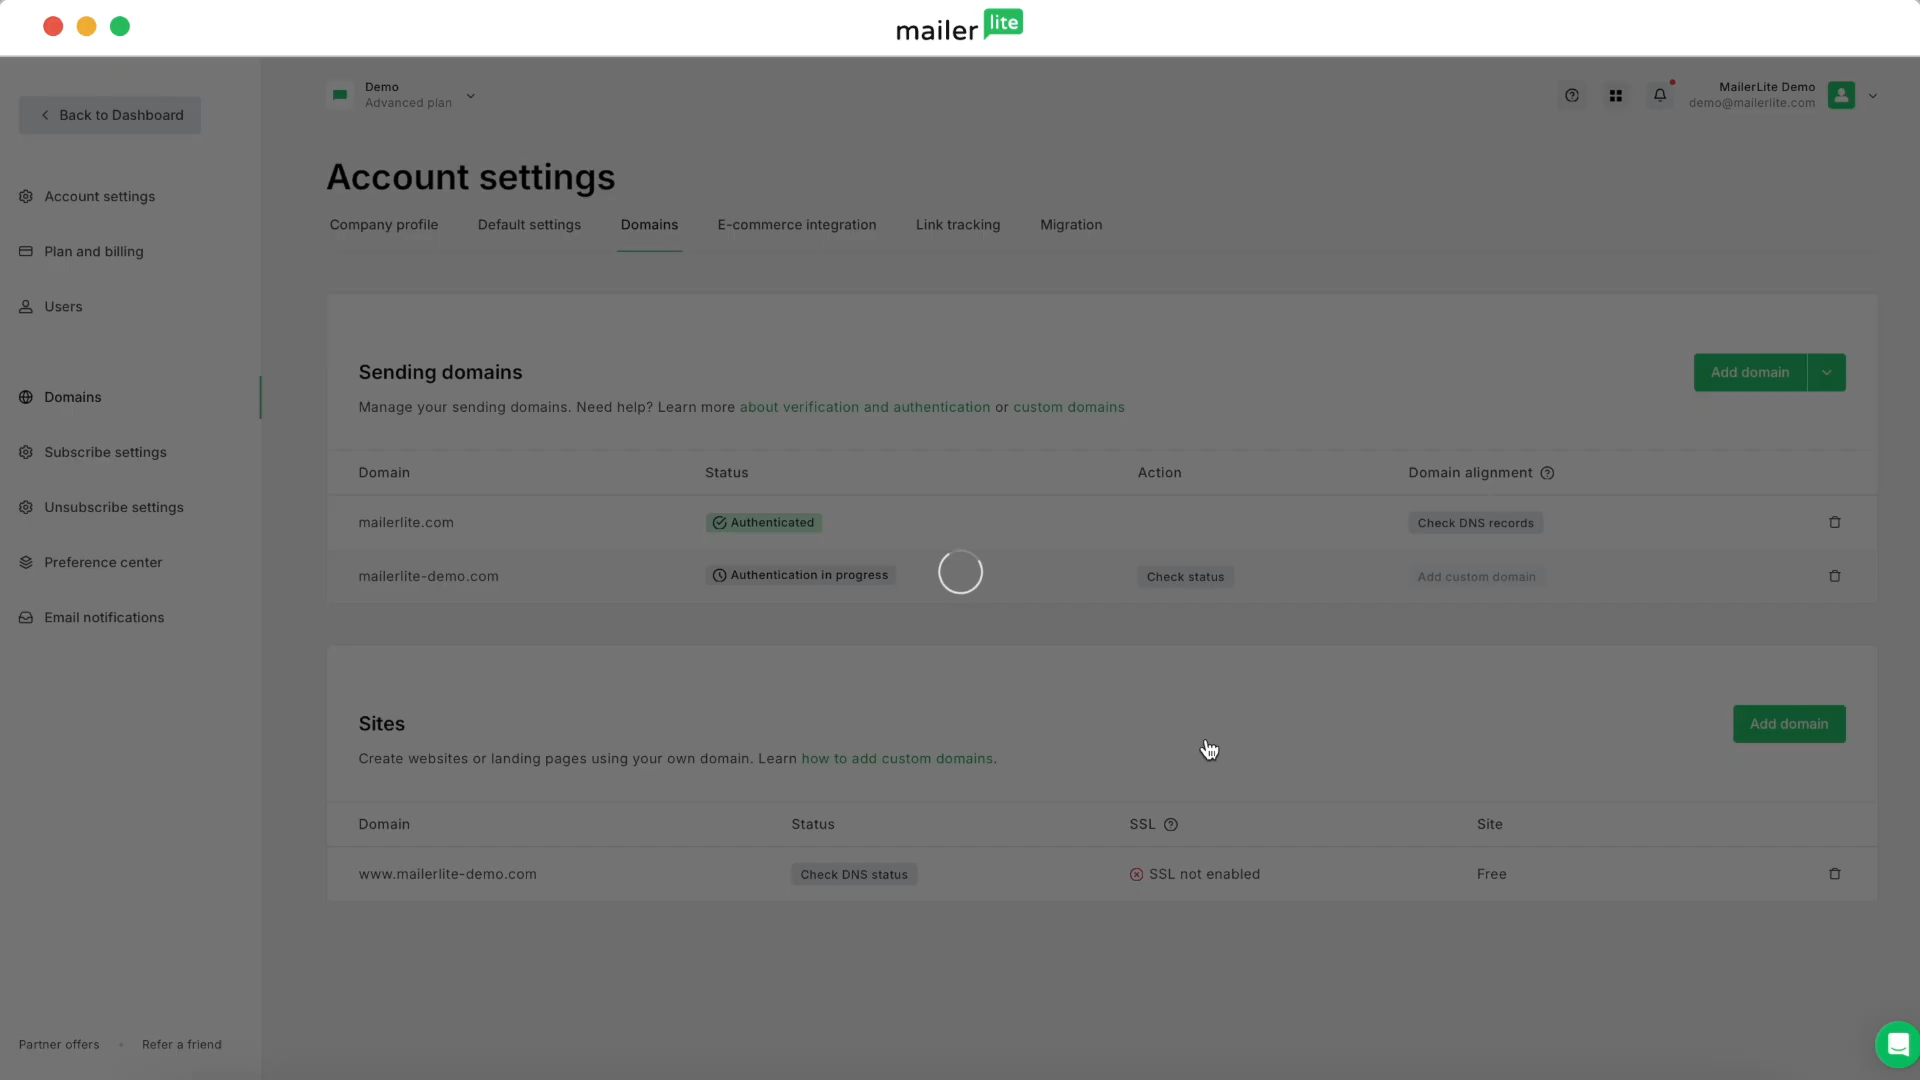 mailer lite
Back to Dashboard
Demo
Advanced plan
MailerLite Demo
demo@mailerlite.com
Account settings
Plan and billing
Users
Domains
Subscribe settings
Unsubscribe settings
Preference center
Email notifications
Partner offers • Refer a friend
Account settings
Company profile Default settings Domains E-commerce integration Link tracking Migration
Sending domains
Add domain
Manage your sending domains. Need help? Learn more about verification and authentication or custom domains
Domain Status Action Domain alignment
mailerlite.com Authenticated Check DNS records
mailerlite-demo.com Authentication in progress Check status Add custom domain
Sites
Add domain
Create websites or landing pages using your own domain. Learn how to add custom domains.
Domain Status SSL Site
www.mailerlite-demo.com Check DNS status SSL not enabled Free